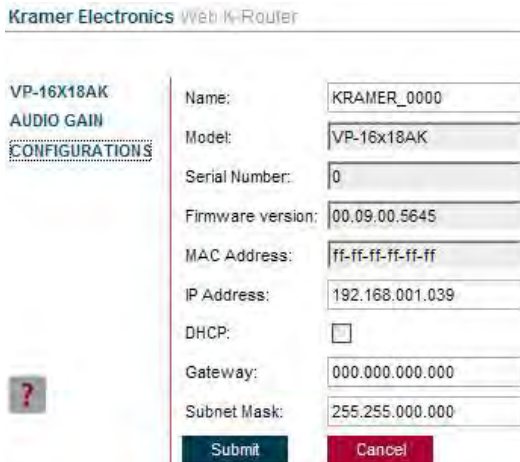 Kramer Electronics Web K-Router
VP-16X18AK
AUDIO GAIN
CONFIGURATIONS
Name: KRAMER_0000
Model: VP-16x18AK
Serial Number: 0
Firmware version: 00.09.00.5645
MAC Address: ff-ff-ff-ff-ff-ff
IP Address: 192.168.001.039
DHCP:
Gateway: 000.000.000.000
Subnet Mask: 255.255.000.000
?
Submit Cancel